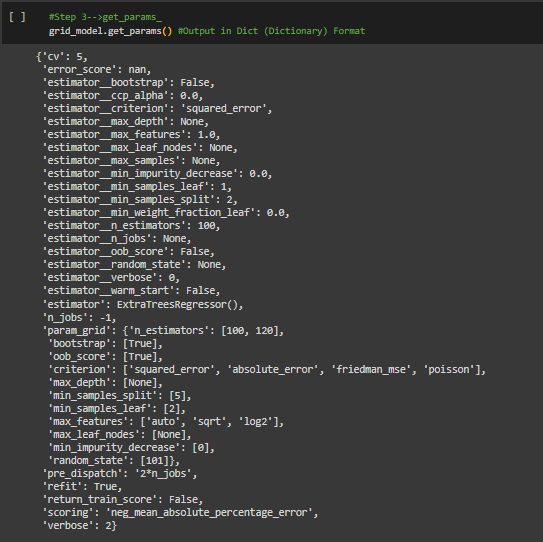 [ ] #Step 3-->get_params_
grid_model.get_params() #Output in Dict (Dictionary) Format
{'cv': 5,
'error_score': nan,
'estimator__bootstrap': False,
'estimator__ccp_alpha': 0.0,
'estimator__criterion': 'squared_error',
'estimator__max_depth': None,
'estimator__max_features': 1.0,
'estimator__max_leaf_nodes': None,
'estimator__max_samples': None,
'estimator__min_impurity_decrease': 0.0,
'estimator__min_samples_leaf': 1,
'estimator__min_samples_split': 2,
'estimator__min_weight_fraction_leaf': 0.0,
'estimator__n_estimators': 100,
'estimator__n_jobs': None,
'estimator__oob_score': False,
'estimator__random_state': None,
'estimator__verbose': 0,
'estimator__warm_start': False,
'estimator': ExtraTreesRegressor(),
'n_jobs': -1,
'param_grid': {'n_estimators': [100, 120],
'bootstrap': [True],
'oob_score': [True],
'criterion': ['squared_error', 'absolute_error', 'friedman_mse', 'poisson'],
'max_depth': [None],
'min_samples_split': [5],
'min_samples_leaf': [2],
'max_features': ['auto', 'sqrt', 'log2'],
'max_leaf_nodes': [None],
'min_impurity_decrease': [0],
'random_state': [101]},
'pre_dispatch': '2*n_jobs',
'refit': True,
'return_train_score': False,
'scoring': 'neg_mean_absolute_percentage_error',
'verbose': 2}